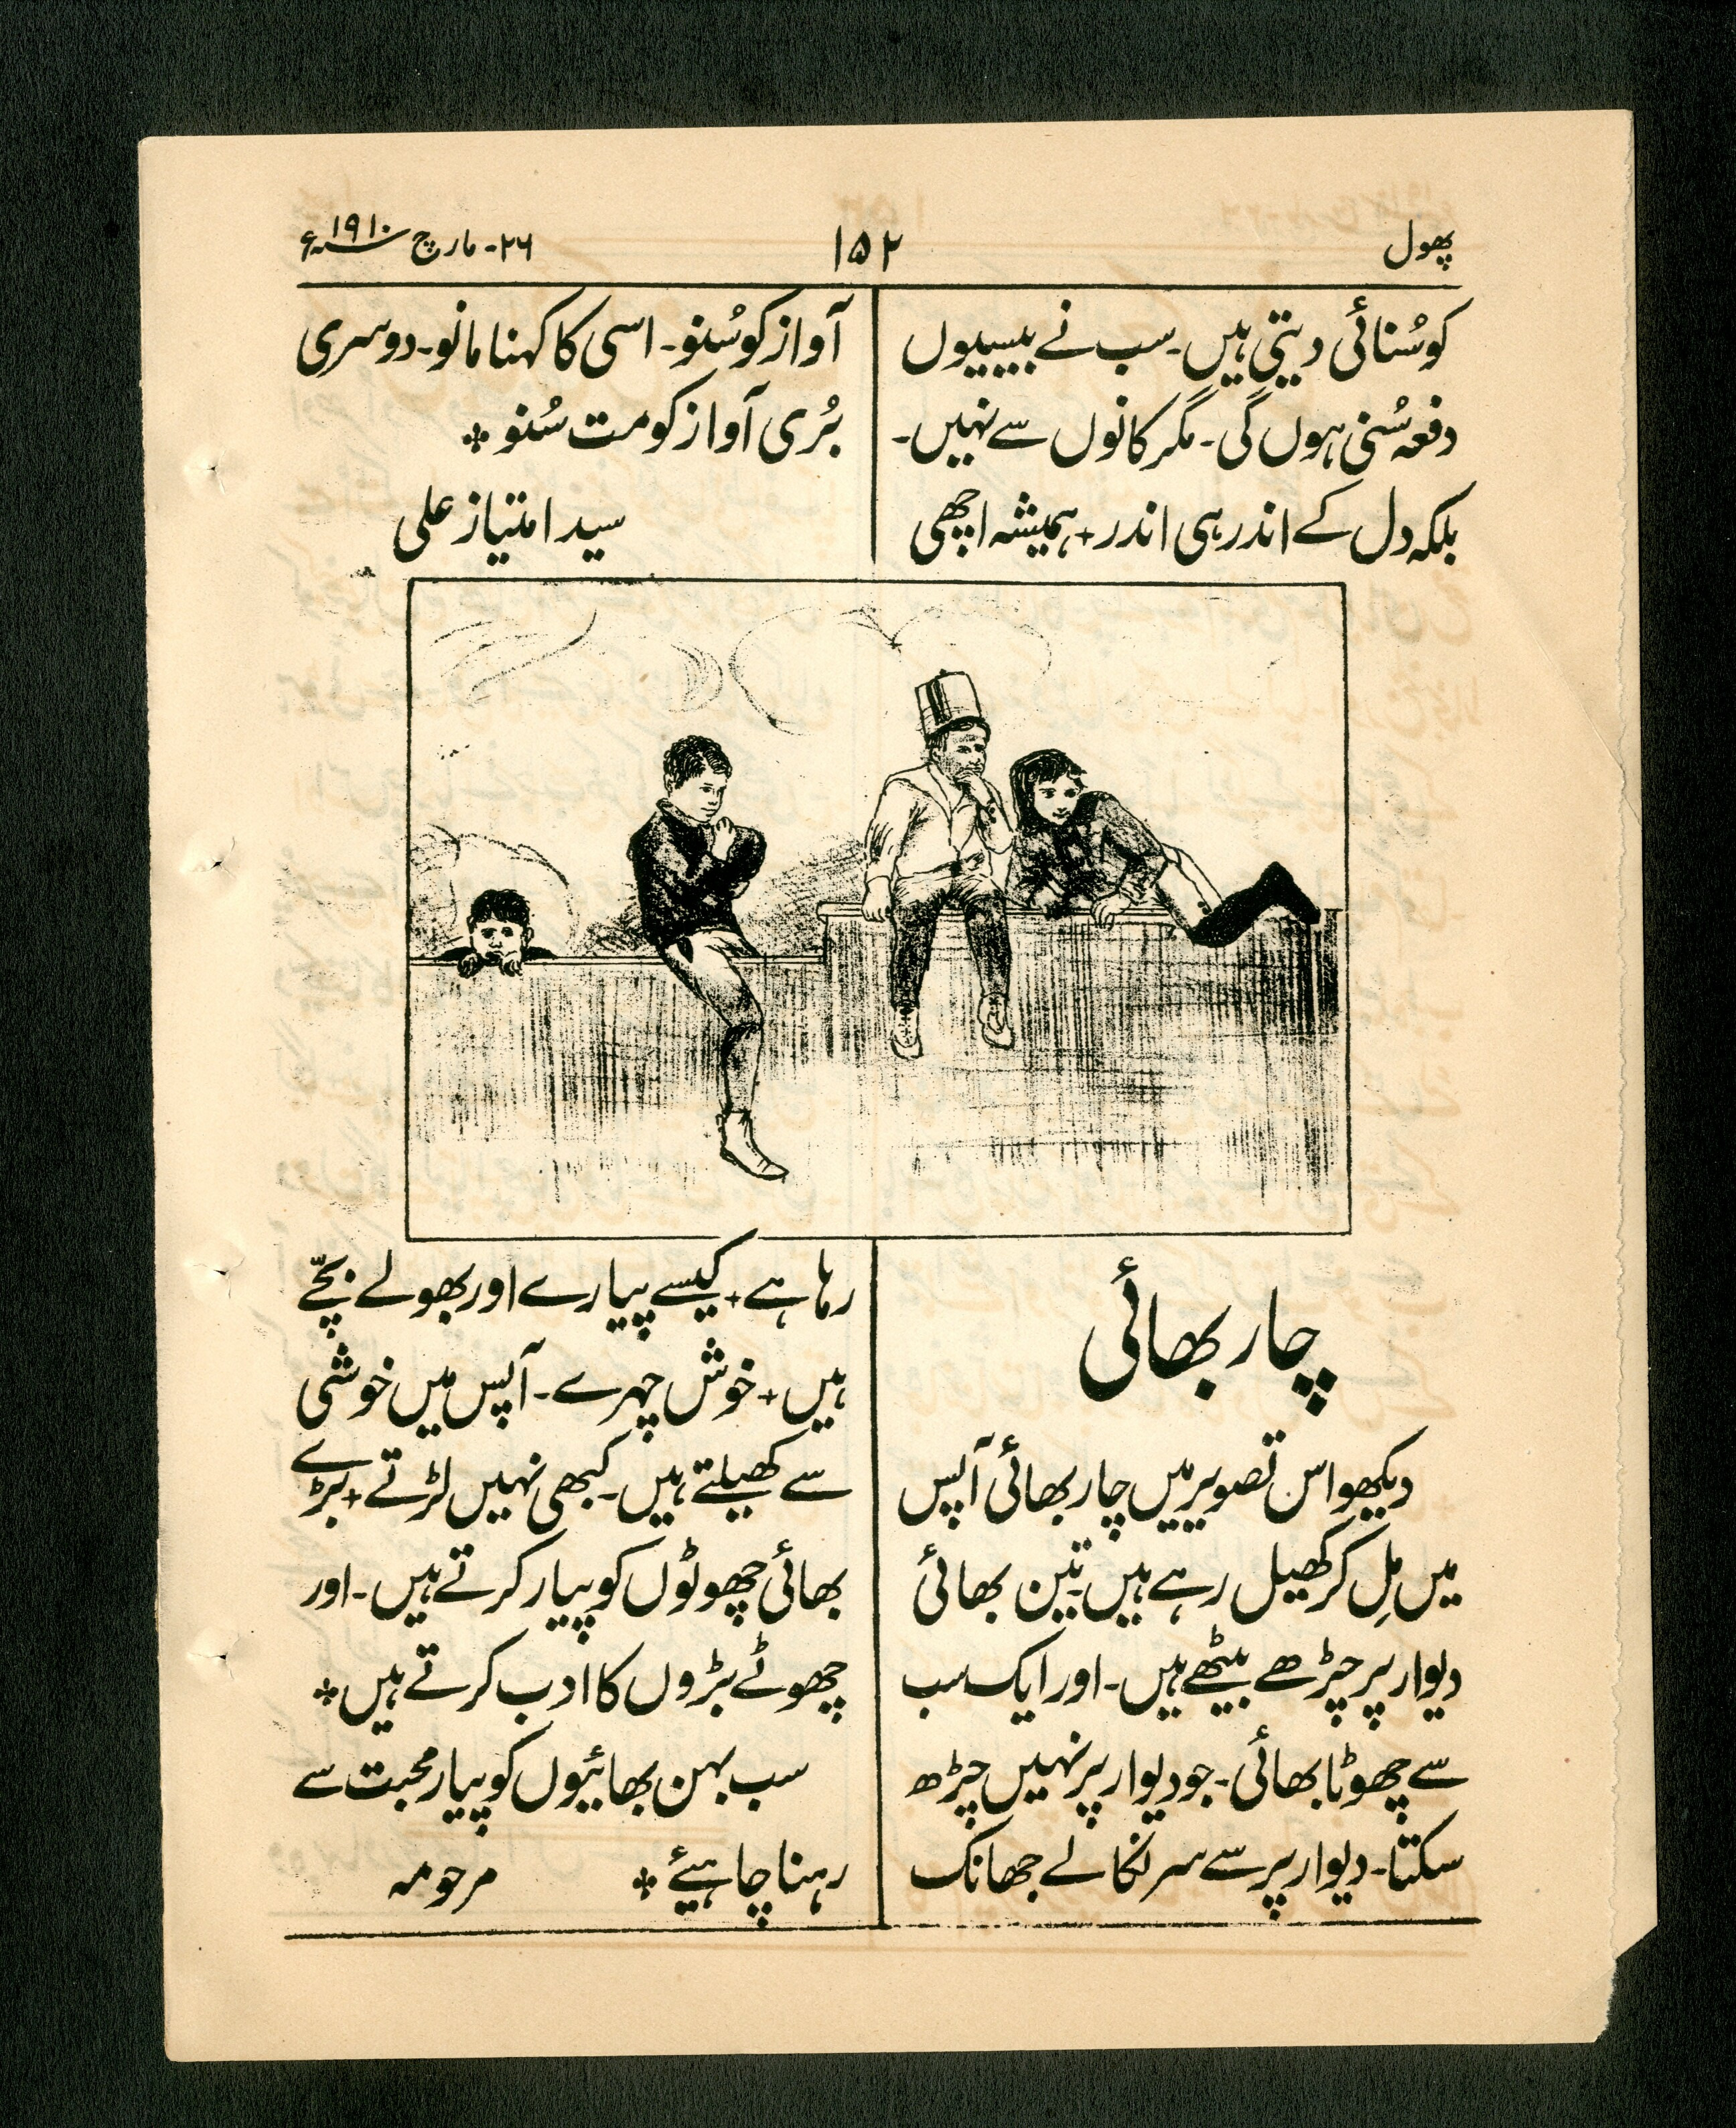 پھول
۱۵۲
۲۶۔ مارچ سنہ ۱۹۱۰ء
کو سُنائی دیتی ہیں۔ سب نے بیسیوں
دفعہ سُنی ہوں گی۔ مگر کانوں سے نہیں۔
بلکہ دل کے اندر ہی اندر + ہمیشہ اچھی
آواز کو سُنو۔ اسی کا کہنا مانو۔ دوسری
بُری آواز کو مت سُنو ⁂
سید امتیاز علی
چار بھائی
دیکھو اس تصویر میں چار بھائی آپس
میں مِل کر کھیل رہے ہیں تین بھائی
دیوار پر چڑھے بیٹھے ہیں۔ اور ایک سب
سے چھوٹا بھائی۔ جو دیوار پر نہیں چڑھ
سکتا۔ دیوار پر سے سر نکالے جھانک
رہا ہے + کیسے پیارے اور بھولے بچّے
ہیں + خوش چہرے۔ آپس میں خوشی
سے کھیلتے ہیں۔ کبھی نہیں لڑتے + بڑے
بھائی چھوٹوں کو پیار کرتے ہیں۔ اور
چھوٹے بڑوں کا ادب کرتے ہیں ⁂
سب بہن بھائیوں کو پیار محبت سے
رہنا چاہیئے ⁂ مرحومہ